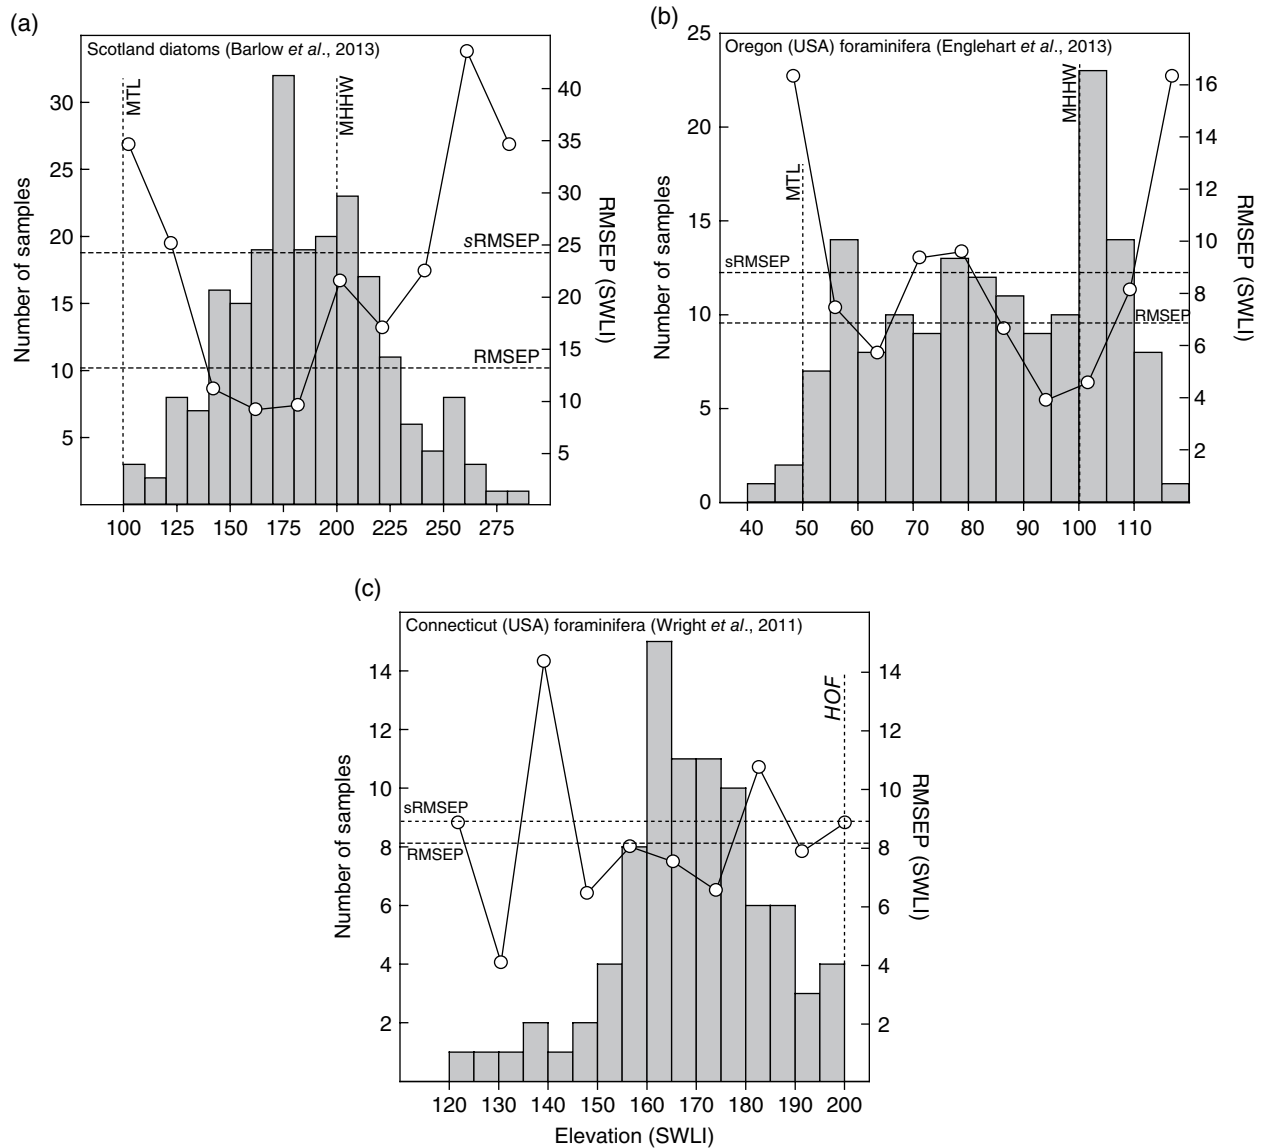 (a)
Scotland diatoms (Barlow et al., 2013)
MTL
MHHW
sRMSEP
RMSEP
Number of samples
30
25
20
15
10
5
RMSEP (SWLI)
40
35
30
25
20
15
10
5
100 125 150 175 200 225 250 275
(b)
Oregon (USA) foraminifera (Englehart et al., 2013)
MTL
MHHW
sRMSEP
RMSEP
Number of samples
25
20
15
10
5
0
RMSEP (SWLI)
16
14
12
10
8
6
4
2
40 50 60 70 80 90 100 110
(c)
Connecticut (USA) foraminifera (Wright et al., 2011)
HOF
sRMSEP
RMSEP
Number of samples
14
12
10
8
6
4
2
RMSEP (SWLI)
14
12
10
8
6
4
2
120 130 140 150 160 170 180 190 200
Elevation (SWLI)